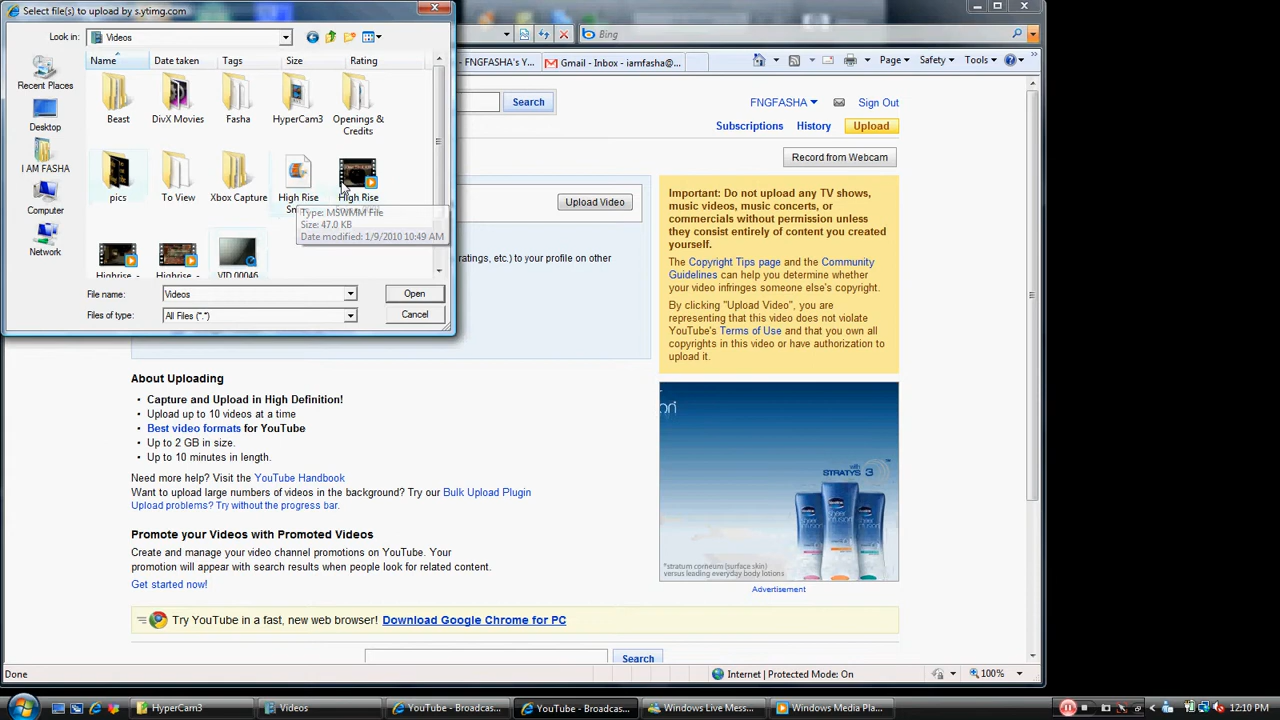 Select file(s) to upload by s.ytimg.com
Look in: Videos
Name Date taken Tags Size Rating
Recent Places
Desktop
I AM FASHA
Computer
Network
Beast DivX Movies Fasha HyperCam3 Openings & Credits
pics To View Xbox Capture High Rise High Rise
Type: MSWMM File
Size: 47.0 KB
Date modified: 1/9/2010 10:49 AM
Highrise - Highrise - VID 00046
File name: Videos Open
Files of type: All Files (*.*) Cancel
Bing
- FNGFASHA's Y... Gmail - Inbox - iamfasha@...
Page Safety Tools
Search FNGFASHA Sign Out
Subscriptions History Upload
Record from Webcam
Upload Video
ratings, etc.) to your profile on
Important: Do not upload any TV shows,
music videos, music concerts, or
commercials without permission unless
they consist entirely of content you created
yourself.
The Copyright Tips page and the Community
Guidelines can help you determine whether
your video infringes someone else's copyright.
By clicking "Upload Video", you are
representing that this video does not violate
YouTube's Terms of Use and that you own all
copyrights in this video or have authorization to
upload it.
About Uploading
• Capture and Upload in High Definition!
• Upload up to 10 videos at a time
• Best video formats for YouTube
• Up to 2 GB in size.
• Up to 10 minutes in length.
Need more help? Visit the YouTube Handbook
Want to upload large numbers of videos in the background? Try our Bulk Upload Plugin
Upload problems? Try without the progress bar.
Promote your Videos with Promoted Videos
Create and manage your video channel promotions on YouTube. Your
promotion will appear with search results when people look for related content.
Get started now!
with
STRATYS 3
*stratum corneum (surface skin)
versus leading everyday body lotions
Advertisement
Try YouTube in a fast, new web browser! Download Google Chrome for PC
Search
Done Internet | Protected Mode: On 100%
HyperCam3 Videos YouTube - Broadcas... YouTube - Broadcas... Windows Live Mess... Windows Media Pla... 12:10 PM